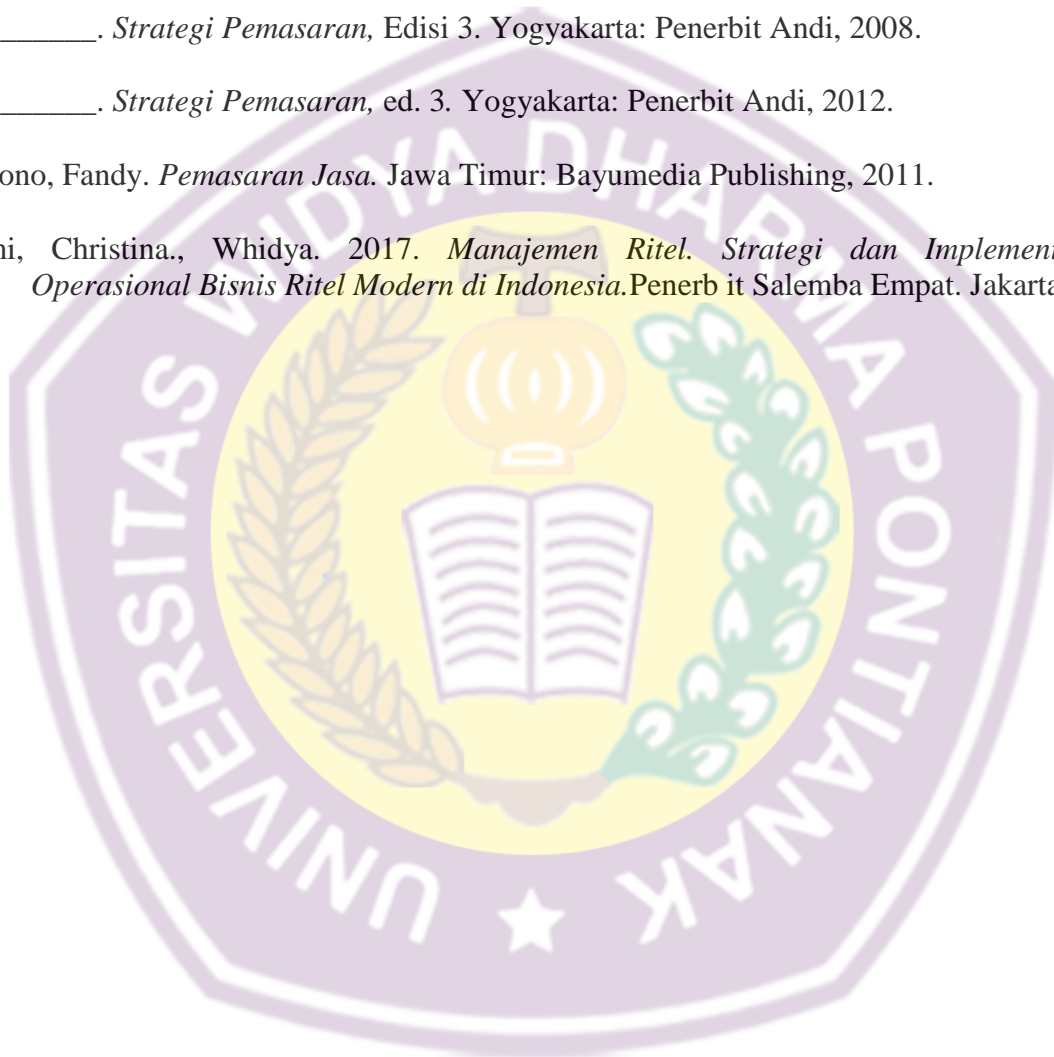 ______. Strategi Pemasaran, Edisi 3. Yogyakarta: Penerbit Andi, 2008.
______. Strategi Pemasaran, ed. 3. Yogyakarta: Penerbit Andi, 2012.
ono, Fandy. Pemasaran Jasa. Jawa Timur: Bayumedia Publishing, 2011.
ni, Christina., Whidya. 2017. Manajemen Ritel. Strategi dan Implement
Operasional Bisnis Ritel Modern di Indonesia.Penerb it Salemba Empat. Jakarta
UNIVERSITAS WIDYA DHARMA PONTIANAK